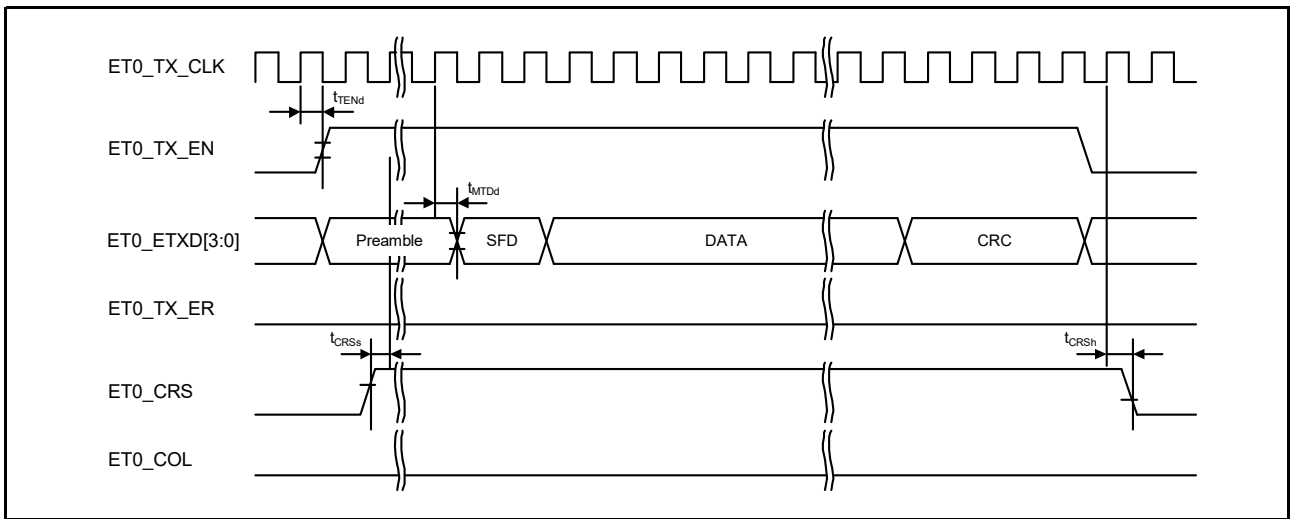 ET0_TX_CLK
tTENd
ET0_TX_EN
tMTDd
ET0_ETXD[3:0] Preamble SFD DATA CRC
ET0_TX_ER
tCRSs tCRSh
ET0_CRS
ET0_COL